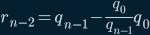 r_{n-2} = q_{n-1} - \frac{q_0}{q_{n-1}} q_0